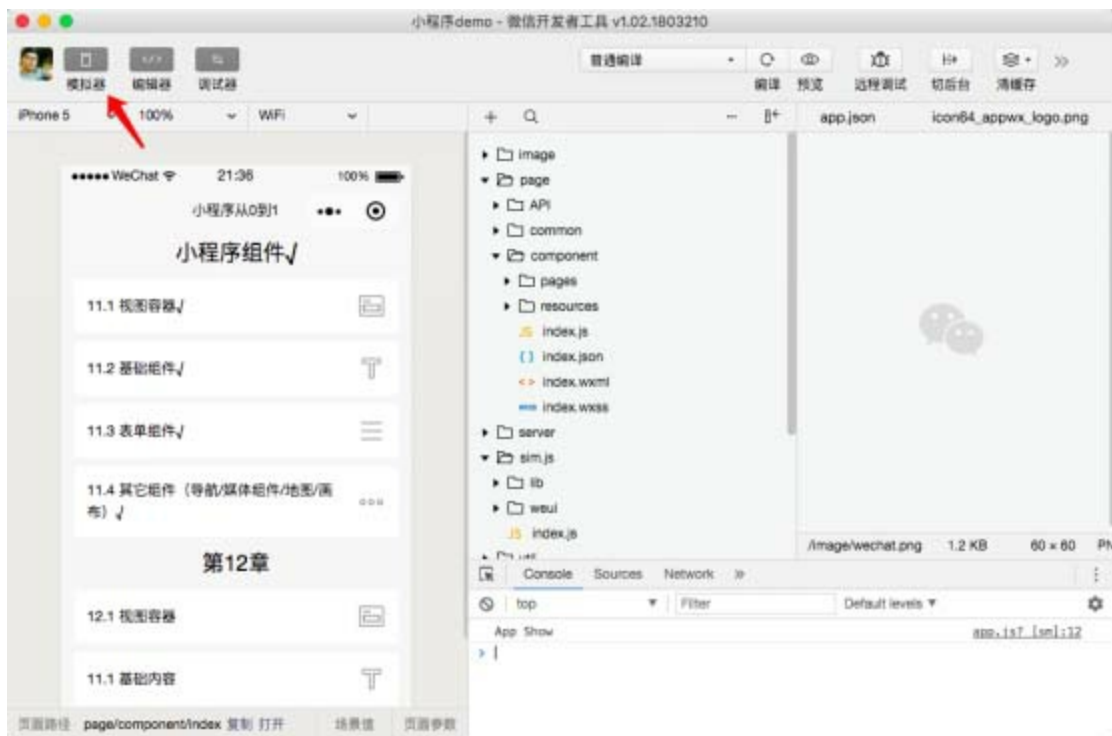 小程序demo - 微信开发者工具 v1.02.1803210
模拟器 编辑器 调试器 普通编译 编译 预览 远程调试 切后台 清缓存
iPhone 5 100% WiFi
app.json icon64_appwx_logo.png
WeChat 21:36 100%
小程序从0到1
小程序组件√
11.1 视图容器√
11.2 基础组件√
11.3 表单组件√
11.4 其它组件（导航/媒体组件/地图/画
布）√
第12章
12.1 视图容器
11.1 基础内容
页面路径 page/component/index 复制 打开 场景值 页面参数
image
page
API
common
component
pages
resources
JS index.js
{ } index.json
< > index.wxml
index.wxss
server
sim.js
lib
weui
JS index.js
util
/image/wechat.png 1.2 KB 60 × 60 PN
Console Sources Network
top Filter Default levels
App Show app.js? [sm]:12